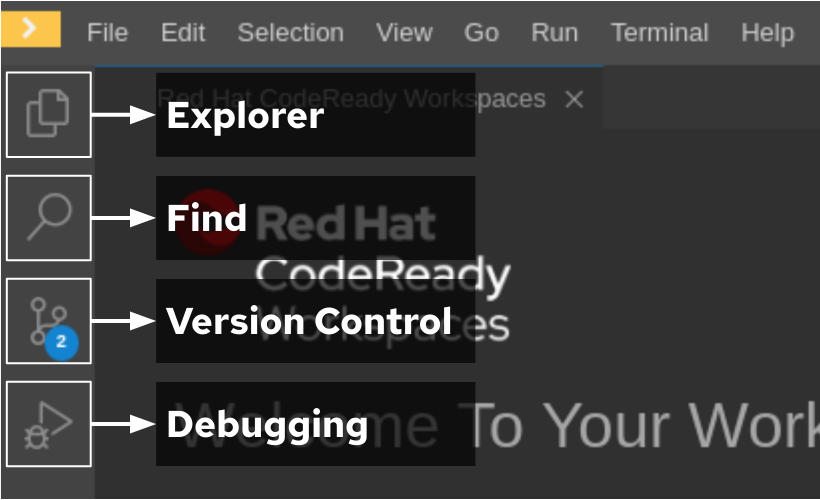 File Edit Selection View Go Run Terminal Help
Red Hat CodeReady Workspaces
Explorer
Find
Red Hat
CodeReady
Workspaces
Version Control
2
Debugging
Welcome To Your Work